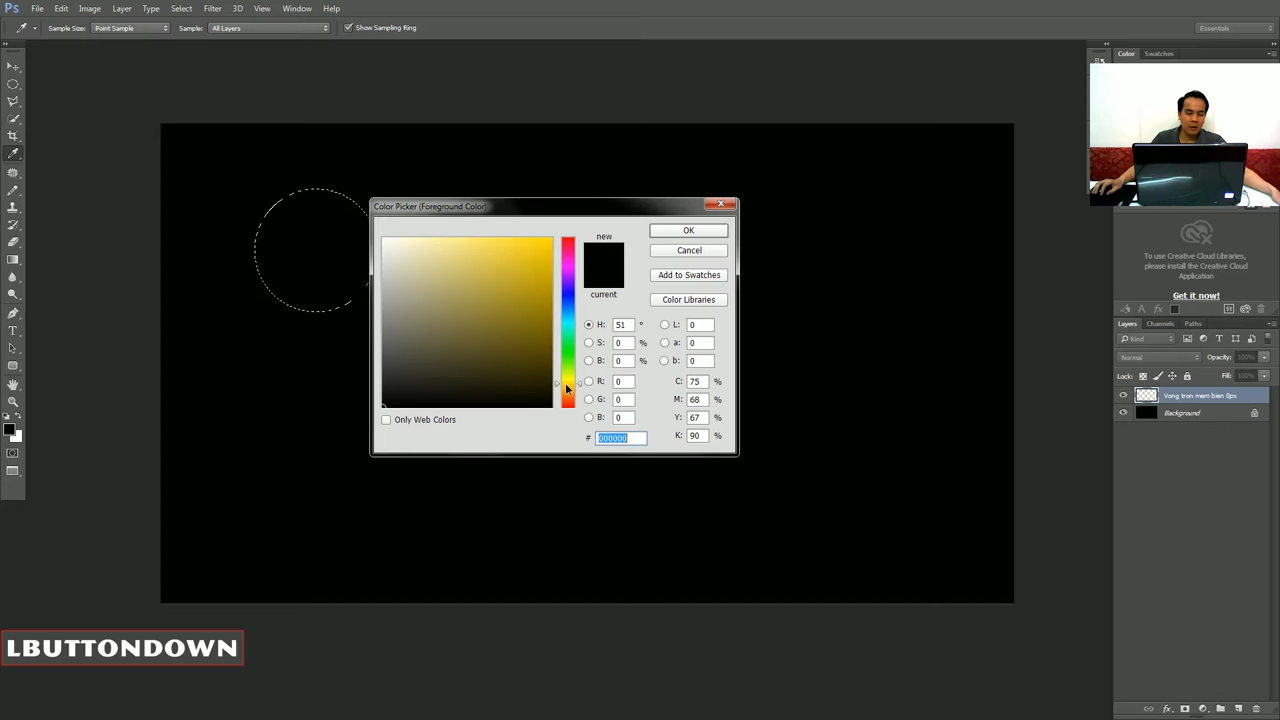 Ps File Edit Image Layer Type Select Filter 3D View Window Help
Sample Size: Point Sample Sample: All Layers Show Sampling Ring Essentials
Color Swatches
Color Picker (Foreground Color)
new
current
OK
Cancel
Add to Swatches
Color Libraries
H: 51 ° L: 0
S: 0 % a: 0
B: 0 % b: 0
R: 0 C: 75 %
G: 0 M: 68 %
B: 0 Y: 67 %
# 000000 K: 90 %
Only Web Colors
To use Creative Cloud Libraries,
please install the Creative Cloud
Application
Get it now!
Layers Channels Paths
Kind
Normal Opacity: 100%
Lock: Fill: 100%
Vong tron mem bien 0px
Background
LBUTTONDOWN